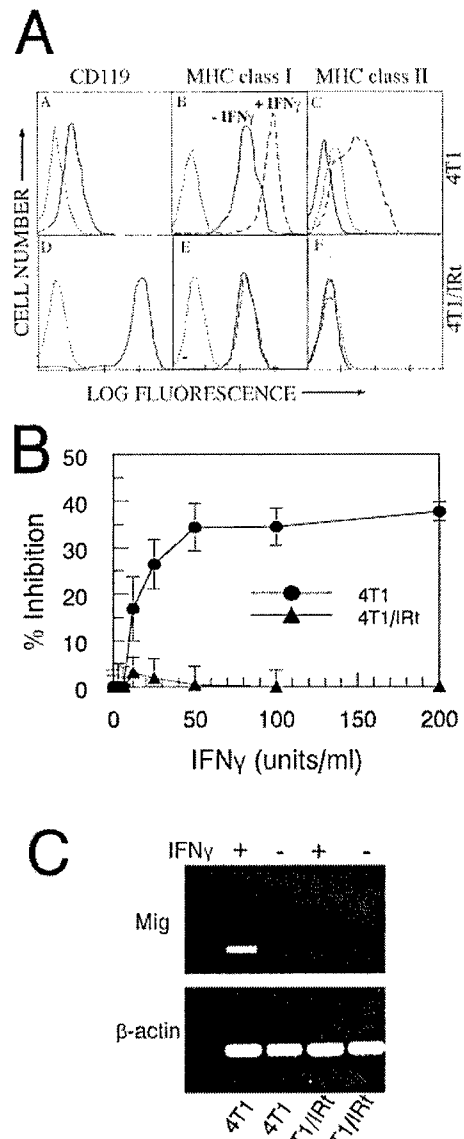 A
CD119 MHC class I MHC class II
A B - IFNγ + IFNγ C
4T1
CELL NUMBER
D E F
4T1/IRt
LOG FLUORESCENCE
B
50
40
30
20
10
0
% Inhibition
4T1
4T1/IRt
0 50 100 150 200
IFNγ (units/ml)
C
IFNγ + - + -
Mig
β-actin
4T1 4T1 T1/IRt T1/IRt